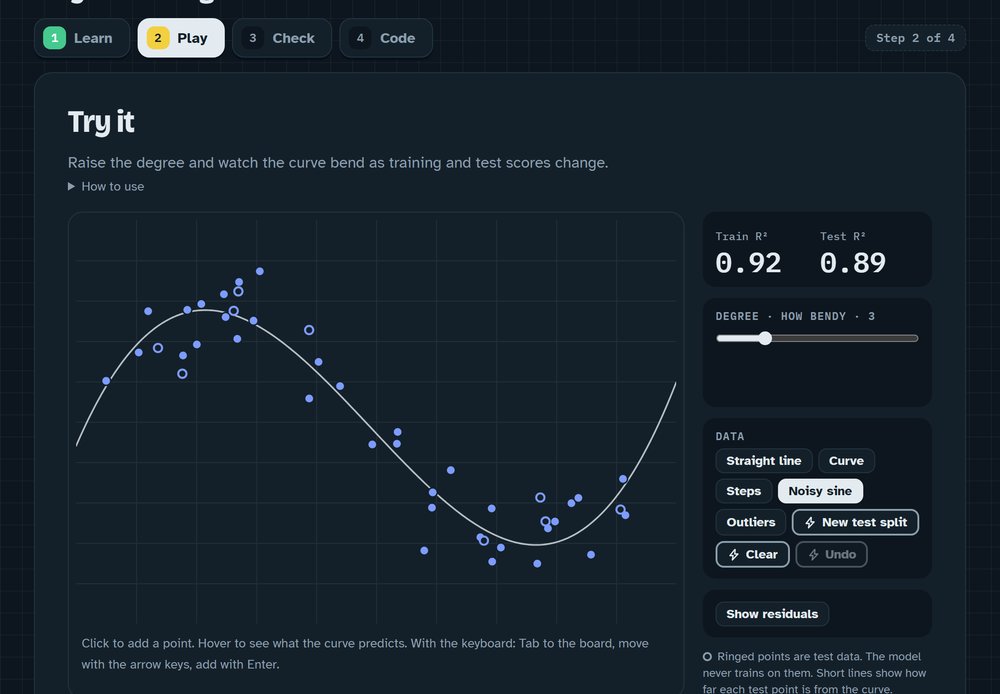 1 Learn
2 Play
3 Check
4 Code
Step 2 of 4
Try it
Raise the degree and watch the curve bend as training and test scores change.
How to use
Train R²
Test R²
0.92
0.89
DEGREE · HOW BENDY · 3
DATA
Straight line
Curve
Steps
Noisy sine
Outliers
New test split
Clear
Undo
Show residuals
Click to add a point. Hover to see what the curve predicts. With the keyboard: Tab to the board, move
with the arrow keys, add with Enter.
Ringed points are test data. The model
never trains on them. Short lines show how
far each test point is from the curve.